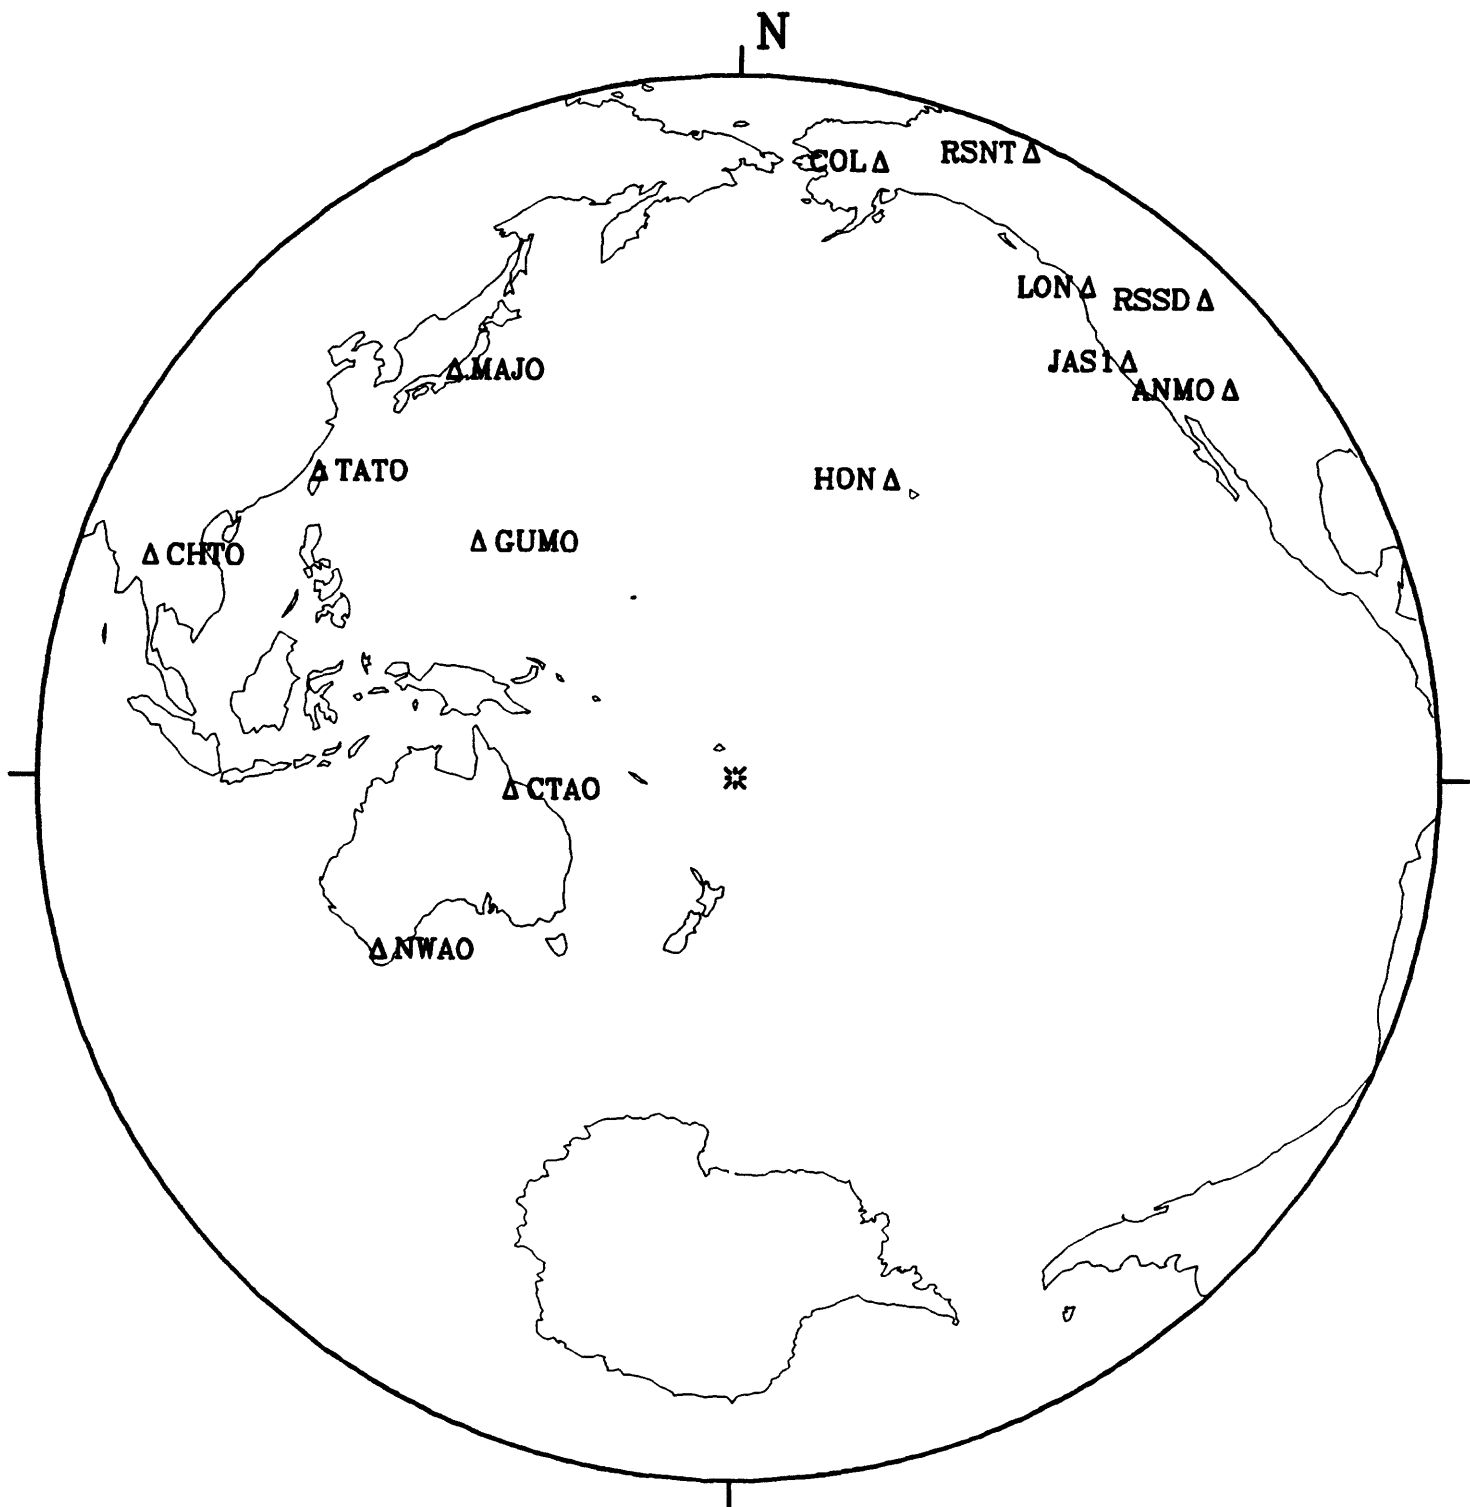 N
COL
RSNT
LON
RSSD
JAS1
MAJO
ANMO
TATO
HON
GUMO
CHTO
CTAO
NWAO